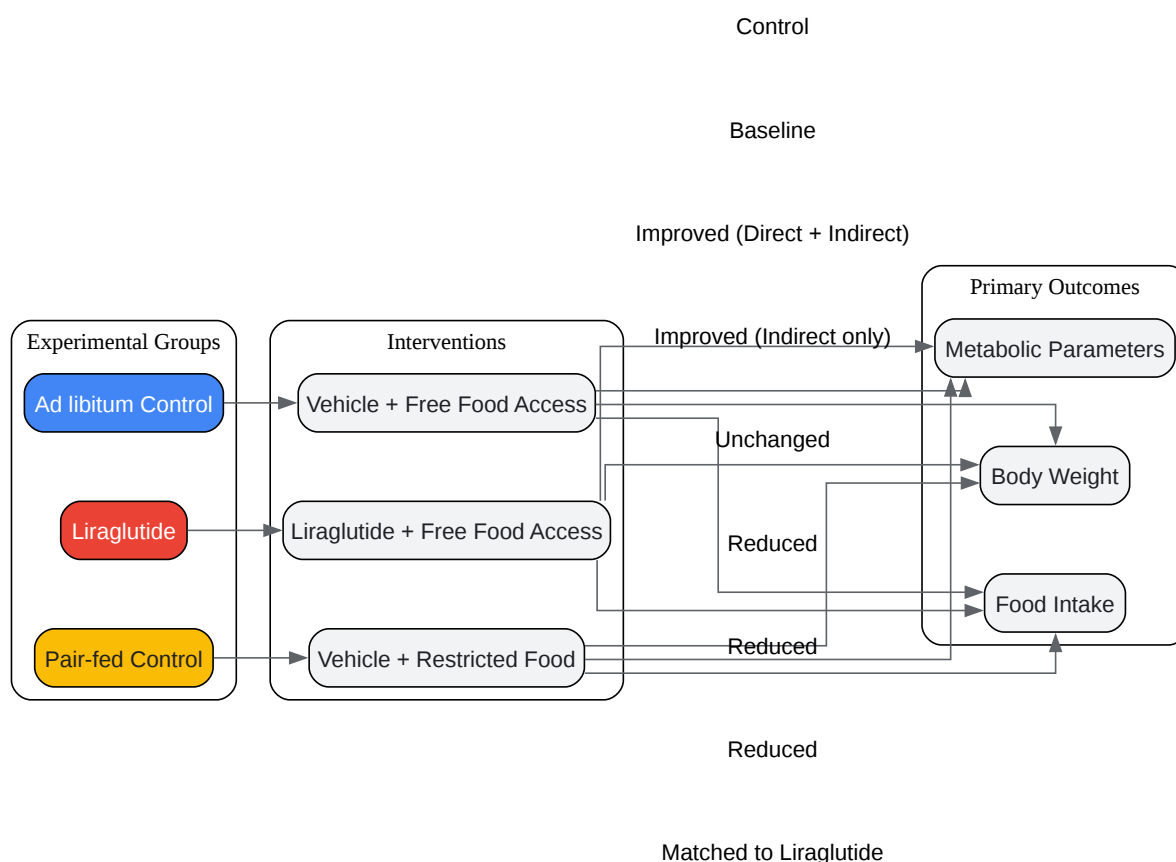 Control
Baseline
Improved (Direct + Indirect)
Primary Outcomes
Experimental Groups
Interventions
Improved (Indirect only)
Metabolic Parameters
Ad libitum Control
Vehicle + Free Food Access
Unchanged
Body Weight
Liraglutide
Liraglutide + Free Food Access
Reduced
Food Intake
Pair-fed Control
Vehicle + Restricted Food
Reduced
Reduced
Matched to Liraglutide